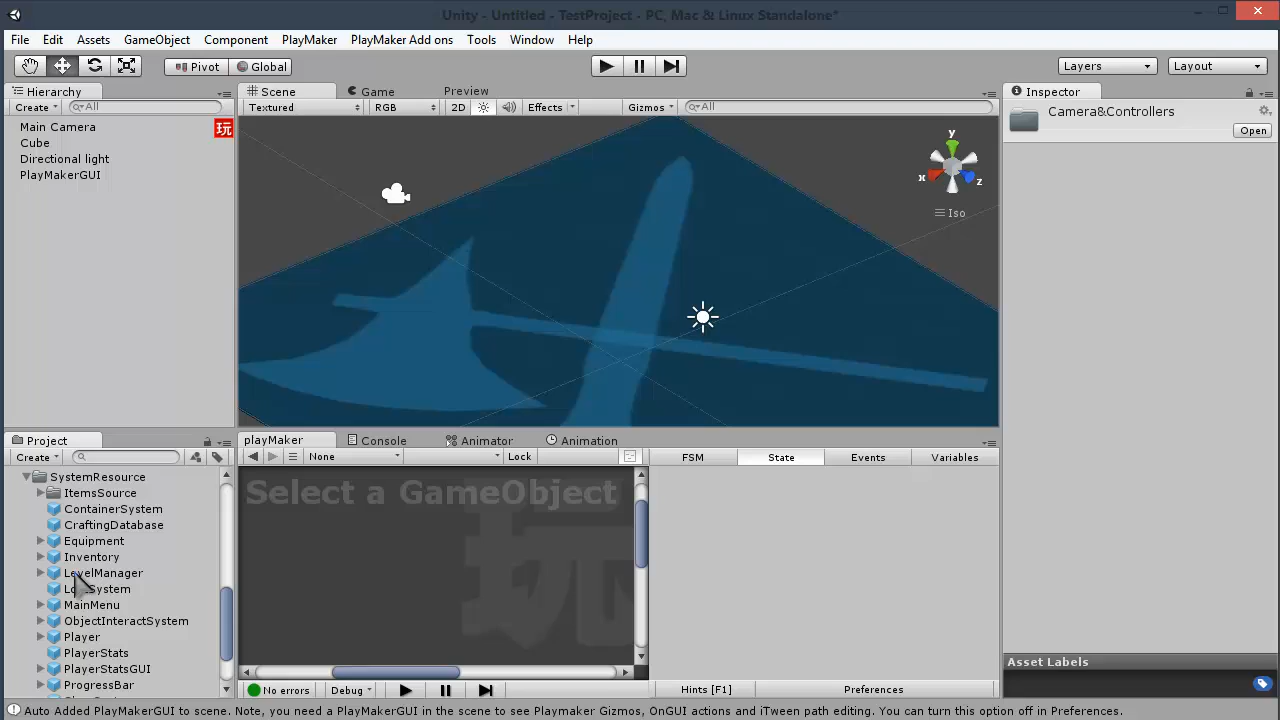 Unity - Untitled - TestProject - PC, Mac & Linux Standalone*
File Edit Assets GameObject Component PlayMaker PlayMaker Add ons Tools Window Help
Pivot Global Layers Layout
Hierarchy
Create All
Main Camera 玩
Cube
Directional light
PlayMakerGUI
Scene Game Preview
Textured RGB 2D Effects Gizmos All
y
x
z
Iso
Inspector
Camera&Controllers
Open
Project
Create
SystemResource
ItemsSource
ContainerSystem
CraftingDatabase
Equipment
Inventory
LevelManager
MainMenu
ObjectInteractSystem
Player
PlayerStats
PlayerStatsGUI
ProgressBar
playMaker Console Animator Animation
None Lock
FSM State Events Variables
Select a GameObject
玩
No errors Debug
Hints [F1] Preferences
Asset Labels
Auto Added PlayMakerGUI to scene. Note, you need a PlayMakerGUI in the scene to see Playmaker Gizmos, OnGUI actions and iTween path editing. You can turn this option off in Preferences.